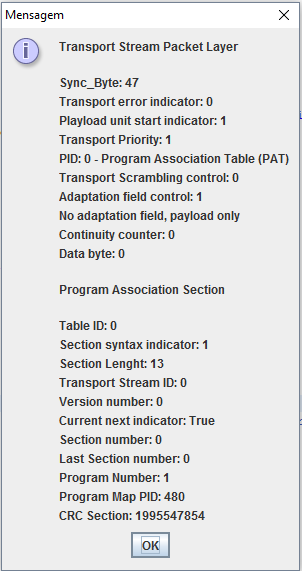 Mensagem
Transport Stream Packet Layer
Sync_Byte: 47
Transport error indicator: 0
Playload unit start indicator: 1
Transport Priority: 1
PID: 0 - Program Association Table (PAT)
Transport Scrambling control: 0
Adaptation field control: 1
No adaptation field, payload only
Continuity counter: 0
Data byte: 0
Program Association Section
Table ID: 0
Section syntax indicator: 1
Section Lenght: 13
Transport Stream ID: 0
Version number: 0
Current next indicator: True
Section number: 0
Last Section number: 0
Program Number: 1
Program Map PID: 480
CRC Section: 1995547854
OK